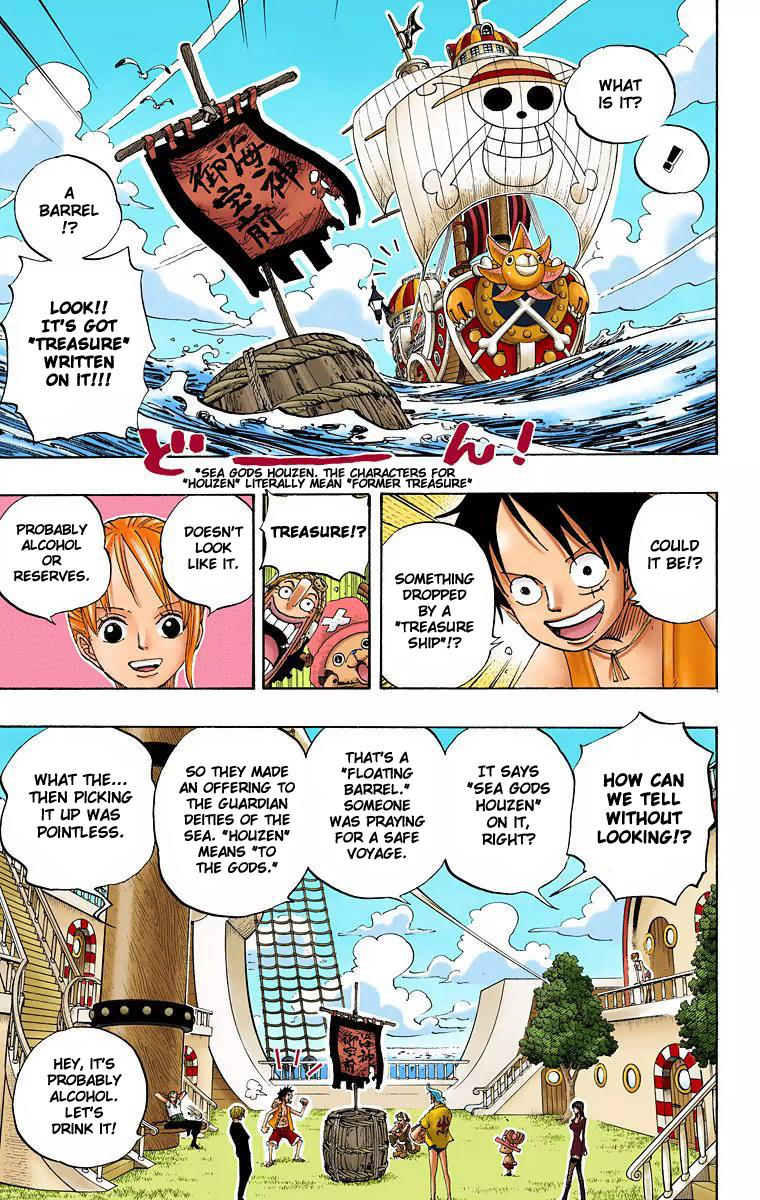 WHAT
IS IT?
!
A
BARREL
!?
LOOK!!
IT'S GOT
"TREASURE"
WRITTEN
ON IT!!!
海神
御宝前
どーん!
*SEA GODS HOUZEN. THE CHARACTERS FOR
"HOUZEN" LITERALLY MEAN "FORMER TREASURE"
COULD
IT BE!?
SOMETHING
DROPPED
BY A
"TREASURE
SHIP"!?
TREASURE!?
DOESN'T
LOOK
LIKE IT.
PROBABLY
ALCOHOL
OR
RESERVES.
HOW CAN
WE TELL
WITHOUT
LOOKING!?
IT SAYS
"SEA GODS
HOUZEN"
ON IT,
RIGHT?
THAT'S A
"FLOATING
BARREL."
SOMEONE
WAS PRAYING
FOR A SAFE
VOYAGE.
SO THEY MADE
AN OFFERING
TO THE
GUARDIAN
DEITIES OF THE
SEA. "HOUZEN"
MEANS "TO
THE GODS."
WHAT THE...
THEN PICKING
IT UP WAS
POINTLESS.
海神
御宝前
HEY, IT'S
PROBABLY
ALCOHOL.
LET'S
DRINK IT!